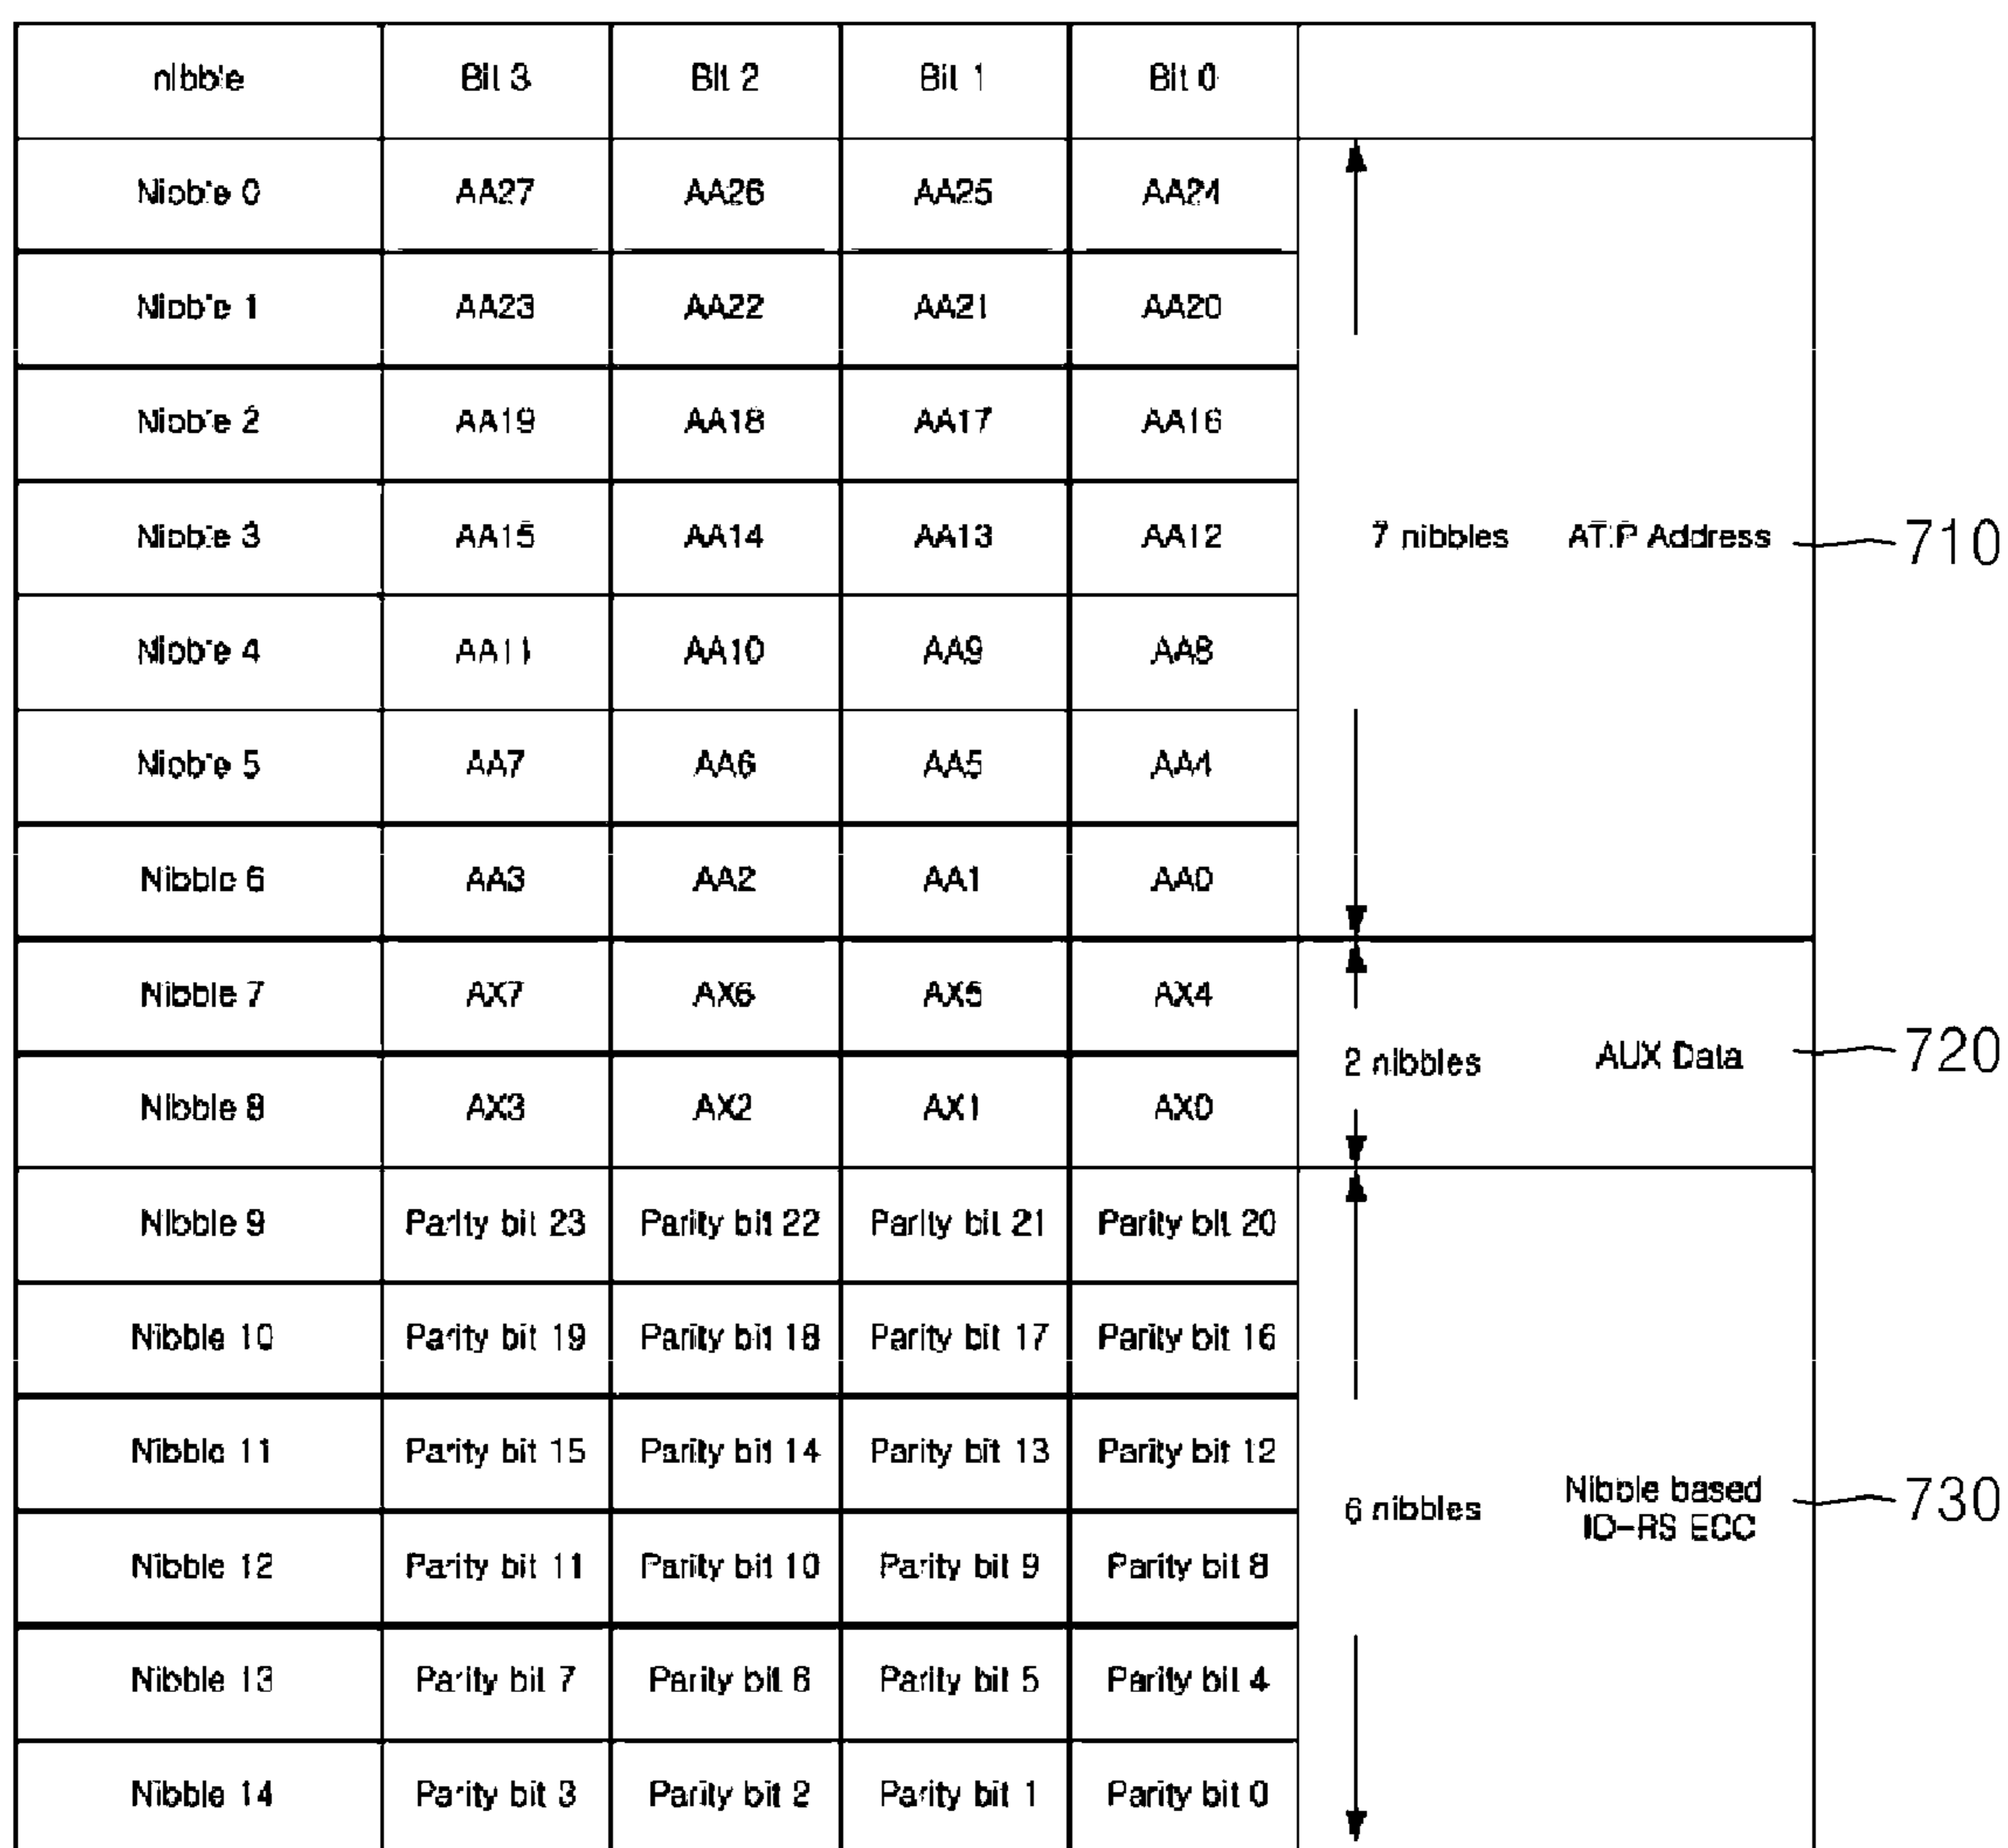 nibble Bit 3 Bit 2 Bit 1 Bit 0
Nibble 0 AA27 AA26 AA25 AA24
Nibble 1 AA23 AA22 AA21 AA20
Nibble 2 AA19 AA18 AA17 AA16
Nibble 3 AA15 AA14 AA13 AA12 7 nibbles ATIP Address 710
Nibble 4 AA11 AA10 AA9 AA8
Nibble 5 AA7 AA6 AA5 AA4
Nibble 6 AA3 AA2 AA1 AA0
Nibble 7 AX7 AX6 AX5 AX4
2 nibbles AUX Data 720
Nibble 8 AX3 AX2 AX1 AX0
Nibble 9 Parity bit 23 Parity bit 22 Parity bit 21 Parity bit 20
Nibble 10 Parity bit 19 Parity bit 18 Parity bit 17 Parity bit 16
Nibble 11 Parity bit 15 Parity bit 14 Parity bit 13 Parity bit 12
6 nibbles Nibble based 730
ID-RS ECC
Nibble 12 Parity bit 11 Parity bit 10 Parity bit 9 Parity bit 8
Nibble 13 Parity bit 7 Parity bit 6 Parity bit 5 Parity bit 4
Nibble 14 Parity bit 3 Parity bit 2 Parity bit 1 Parity bit 0